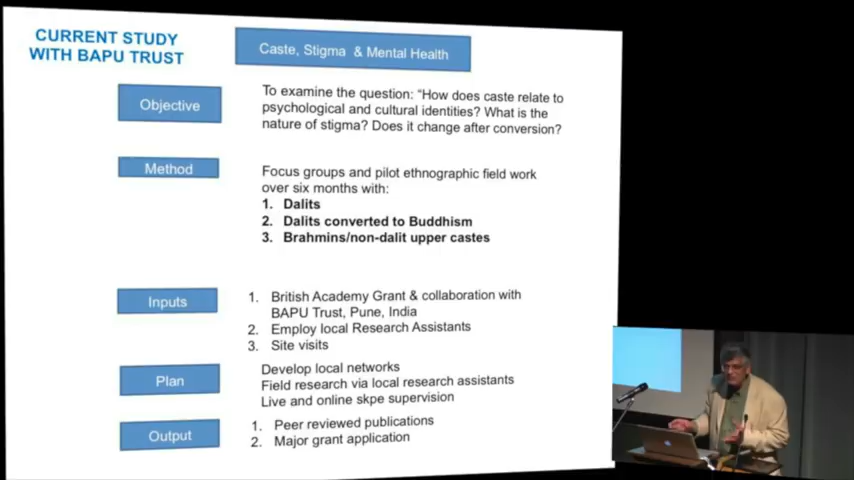 CURRENT STUDY
WITH BAPU TRUST
Caste, Stigma & Mental Health
Objective
To examine the question: "How does caste relate to
psychological and cultural identities? What is the
nature of stigma? Does it change after conversion?
Method
Focus groups and pilot ethnographic field work
over six months with:
1. Dalits
2. Dalits converted to Buddhism
3. Brahmins/non-dalit upper castes
Inputs
1. British Academy Grant & collaboration with
BAPU Trust, Pune, India
2. Employ local Research Assistants
3. Site visits
Plan
Develop local networks
Field research via local research assistants
Live and online skpe supervision
Output
1. Peer reviewed publications
2. Major grant application